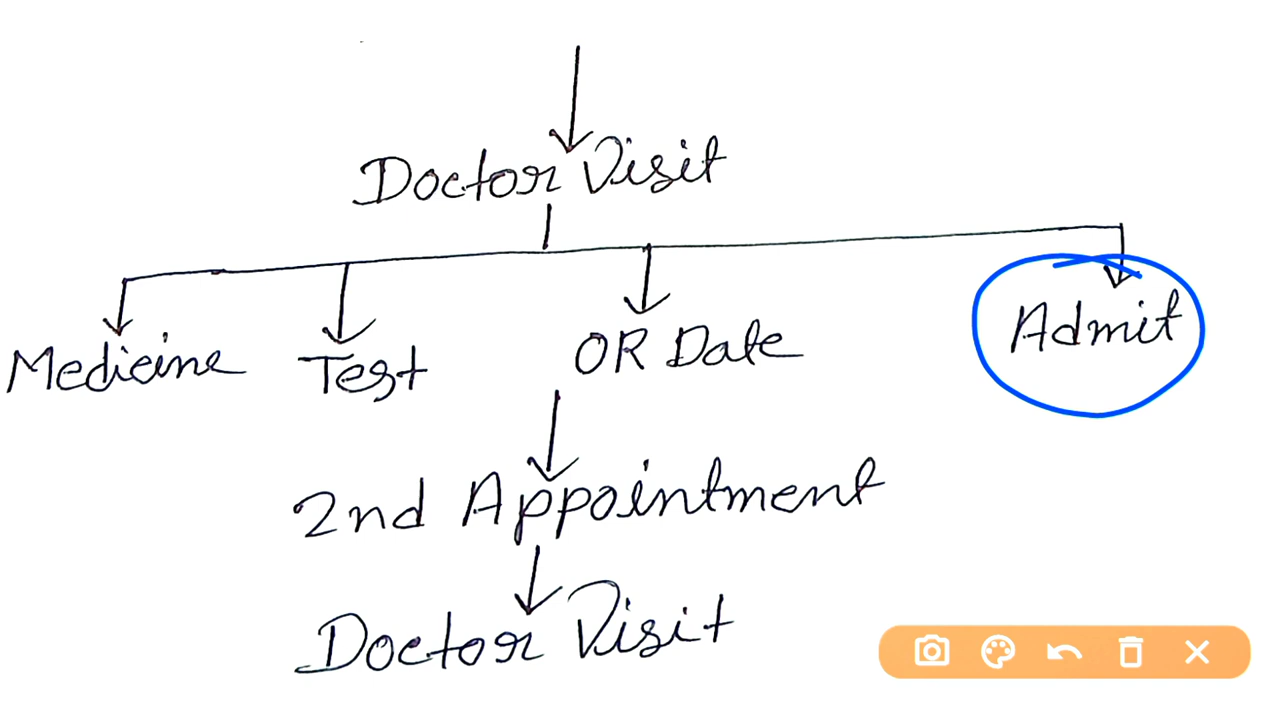 Doctor Visit
Medicine Test OR Date Admit
2nd Appointment
Doctor Visit